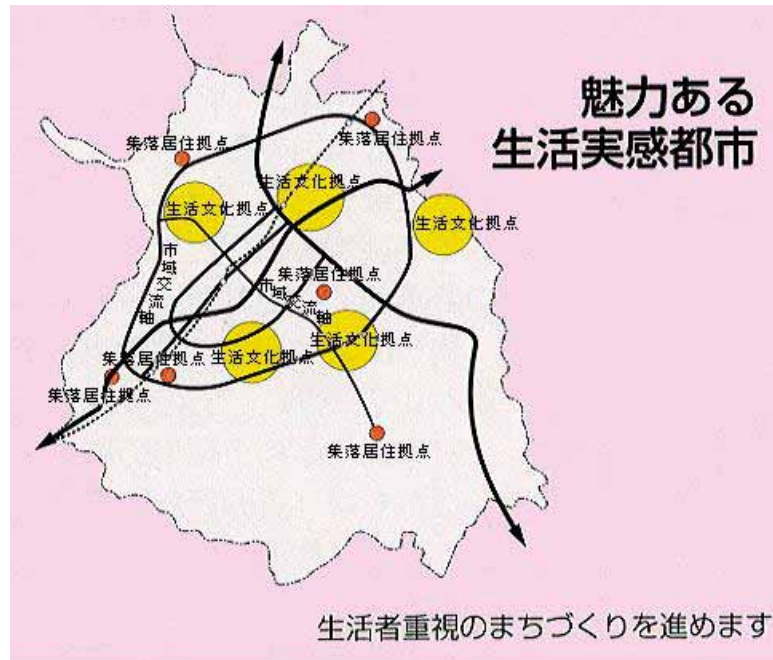 魅力ある
生活実感都市
集落居住拠点
集落居住拠点
生活文化拠点
生活文化拠点
生活文化拠点
市域交流軸
集落居住拠点
市域交流軸
生活文化拠点
生活文化拠点
集落居住拠点
集落居住拠点
集落居住拠点
生活者重視のまちづくりを進めます